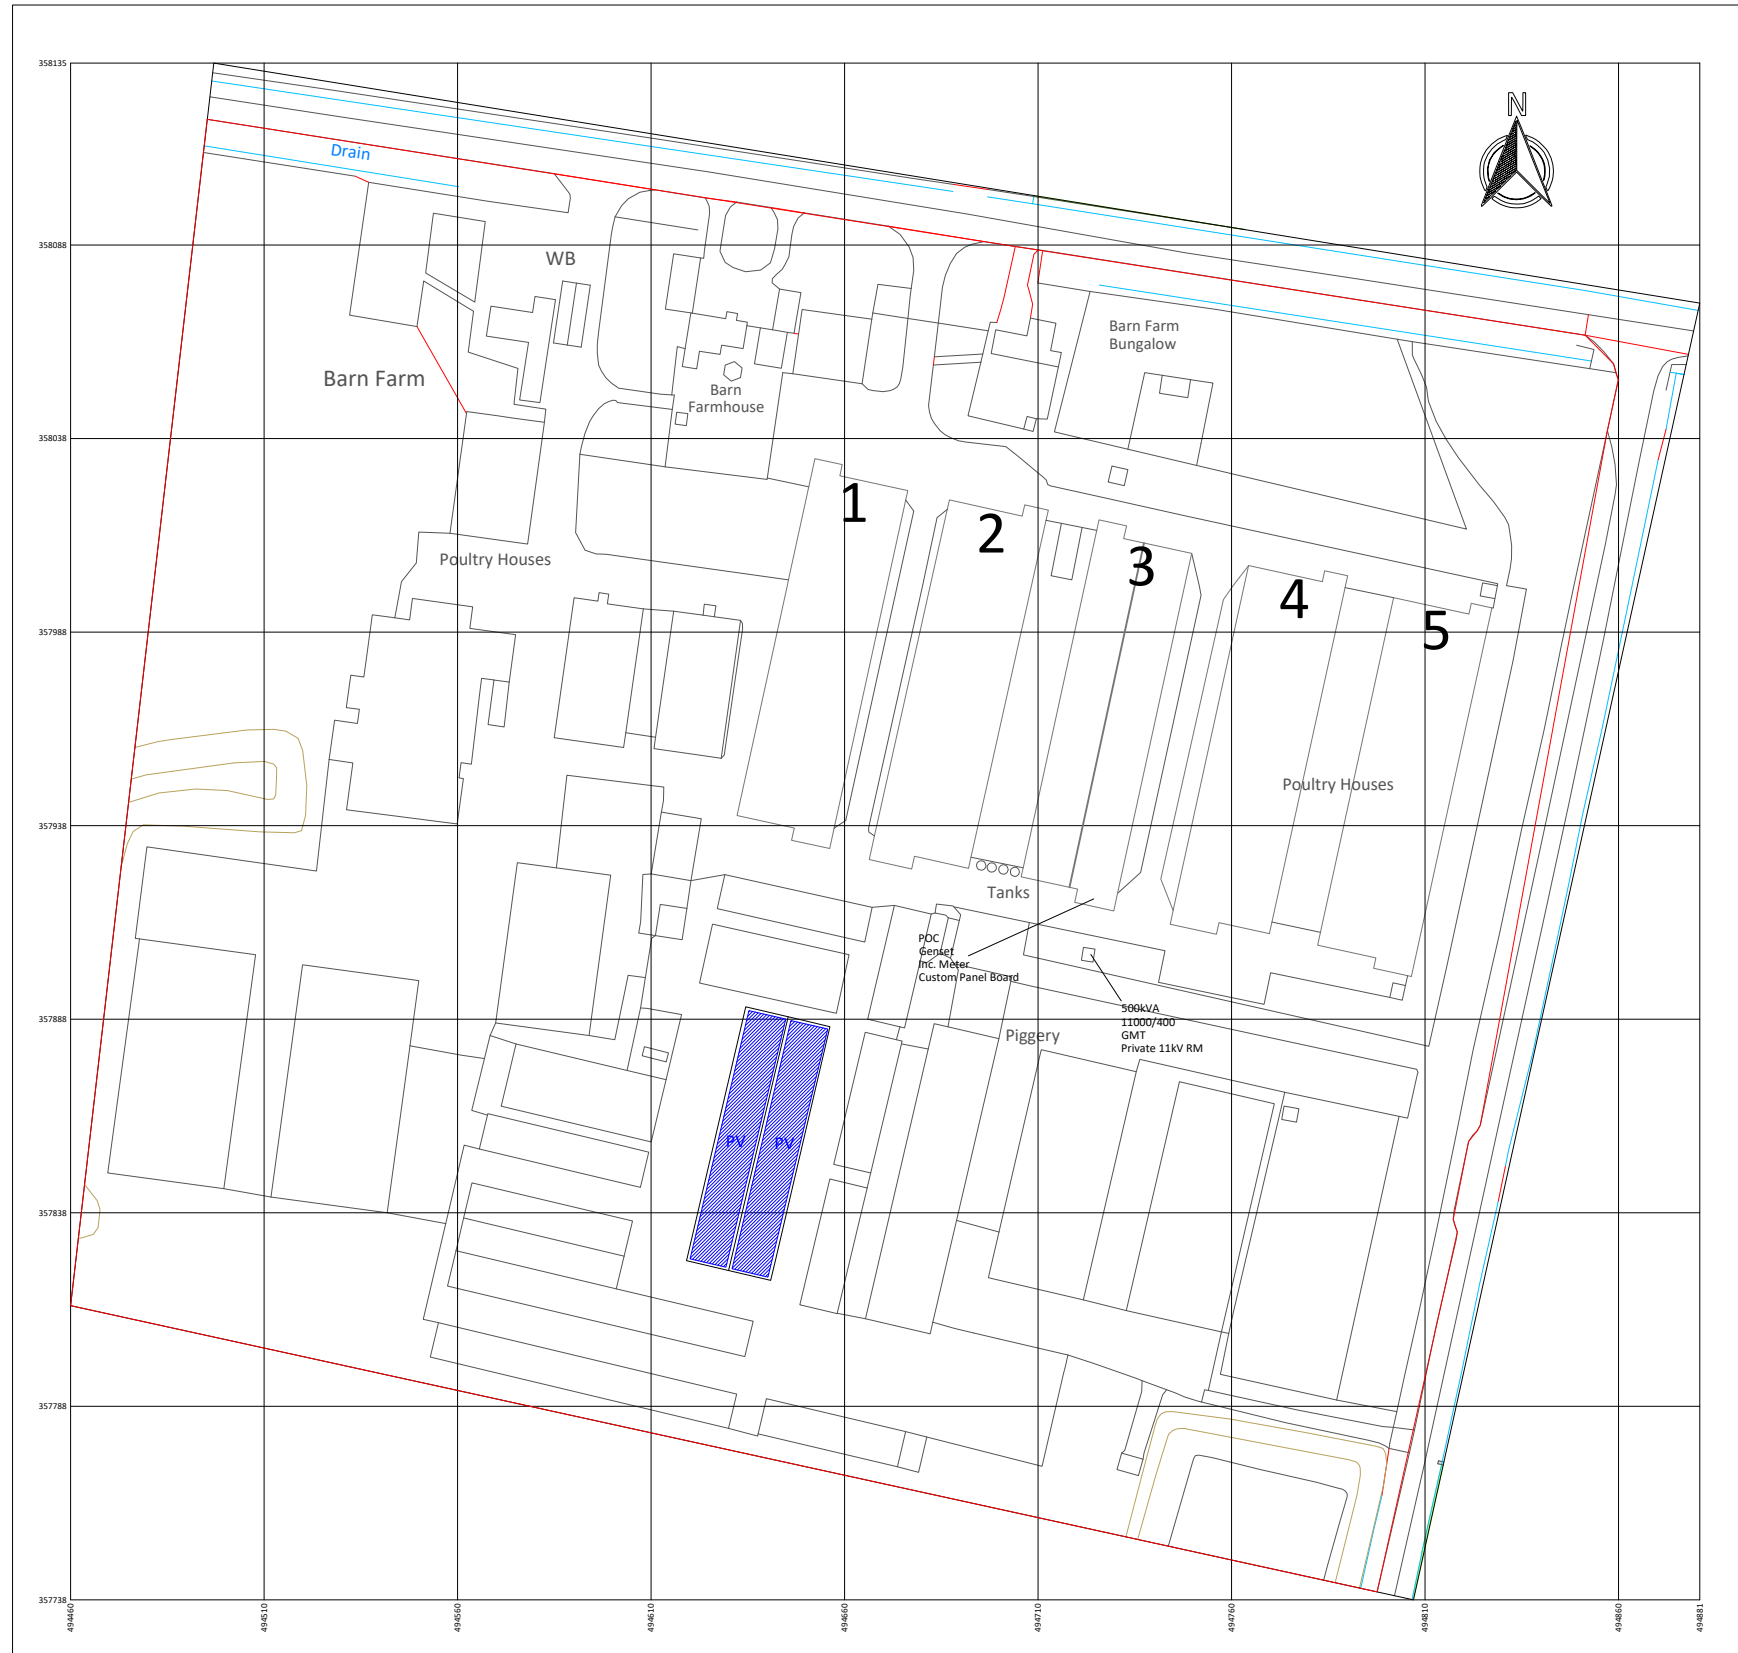 N
358135
Drain
358088
WB
Barn Farm
Bungalow
Barn Farm
Barn
Farmhouse
358038
1
2
3
4
5
Poultry Houses
357988
Poultry Houses
357938
Tanks
POC
Genset
Inc. Meter
Custom Panel Board
357888
500kVA
11000/400
GMT
Private 11kV RM
Piggery
PV
PV
357838
357788
357738
494460
494510
494560
494610
494660
494710
494760
494810
494860
494881